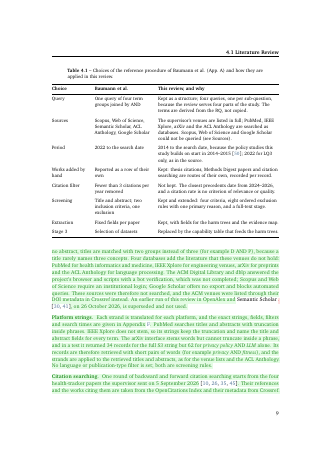 4.1 Literature Review
Table 4.1 – Choices of the reference procedure of Baumann et al. (App. A) and how they are
applied in this review.
Choice Baumann et al. This review, and why
Query One query of four term Kept as a structure; four queries, one per sub-question,
groups joined by AND because the review serves four parts of the study. The
terms are derived from the RQ, not copied.
Sources Scopus, Web of Science, The supervisor's venues are listed in full, PubMed, IEEE
Semantic Scholar, ACL Xplore, arXiv and the ACL Anthology are searched as
Anthology, Google Scholar databases. Scopus, Web of Science and Google Scholar
could not be queried (see Sources).
Period 2022 to the search date 2014 to the search date, because the policy studies this
study builds on start in 2014–2015 ; 2022 for LQ3
only, as in the source.
Works added by Reported as a row of their Kept: theirs citations, Methods Digest papers and citation
hand own searching are routes of their own, recorded per record.
Citation filter Fewer than 3 citations per Not kept. The closest precedents date from 2024–2026,
year removed and a citation rate is no criterion of relevance or quality.
Screening Title and abstract; two Kept and extended: four criteria, eight ordered exclusion
inclusion criteria; one rules with one primary reason, and a full-text stage.
exclusion
Extraction Fixed fields per paper Kept, with fields for the harms and the evidence map.
Stage 3 Selection of datasets Replaced by the capability table that feeds the harms.
no abstract, titles are matched with two groups instead of three (for example D AND F), because
a title rarely names three concepts. Four databases add the literature that these venues do not hold:
PubMed for health informatics and medicine, IEEE Xplore for engineering venues, arXiv for preprints
and the ACL Anthology for language processing. The ACM Digital Library and dblp answered the
project's browser and scripts with a bot verification, which was not completed; Scopus and Web
of Science require an institutional login; Google Scholar offers no export and blocks automated
queries. These sources were therefore not searched, and the ACM venues were listed through their
DOI metadata in Crossref instead. An earlier run of this search in OpenAlex and Semantic Scholar
, on 26 October 2026, is superseded and not used.
Platform strings. Each strand is translated for each platform; and the exact strings, fields, filters
and search times are given in Appendix . PubMed searches titles and abstracts with truncation
inside phrases. IEEE Xplore does not stem, so its strings keep the truncation and name the title and
abstract fields for every term. The arXiv interface stems words but cannot truncate inside a phrase,
and in a test it returned 34 records for the full S3 string but 62 for privacy policy AND LLM alone. Its
records are therefore retrieved with short pairs of words (for example privacy AND fitness), and the
strands are applied to the retrieved titles and abstracts, as for the venue lists and the ACL Anthology.
No language or publication-type filter is set; both are screening rules.
Citation searching. One round of backward and forward citation searching starts from the four
health-tracker papers the supervisor set on 5 September 2026 [10, 26, 35, 45]. Their references
and the works citing them are taken from the OpenCitations Index and their metadata from Crossref
9